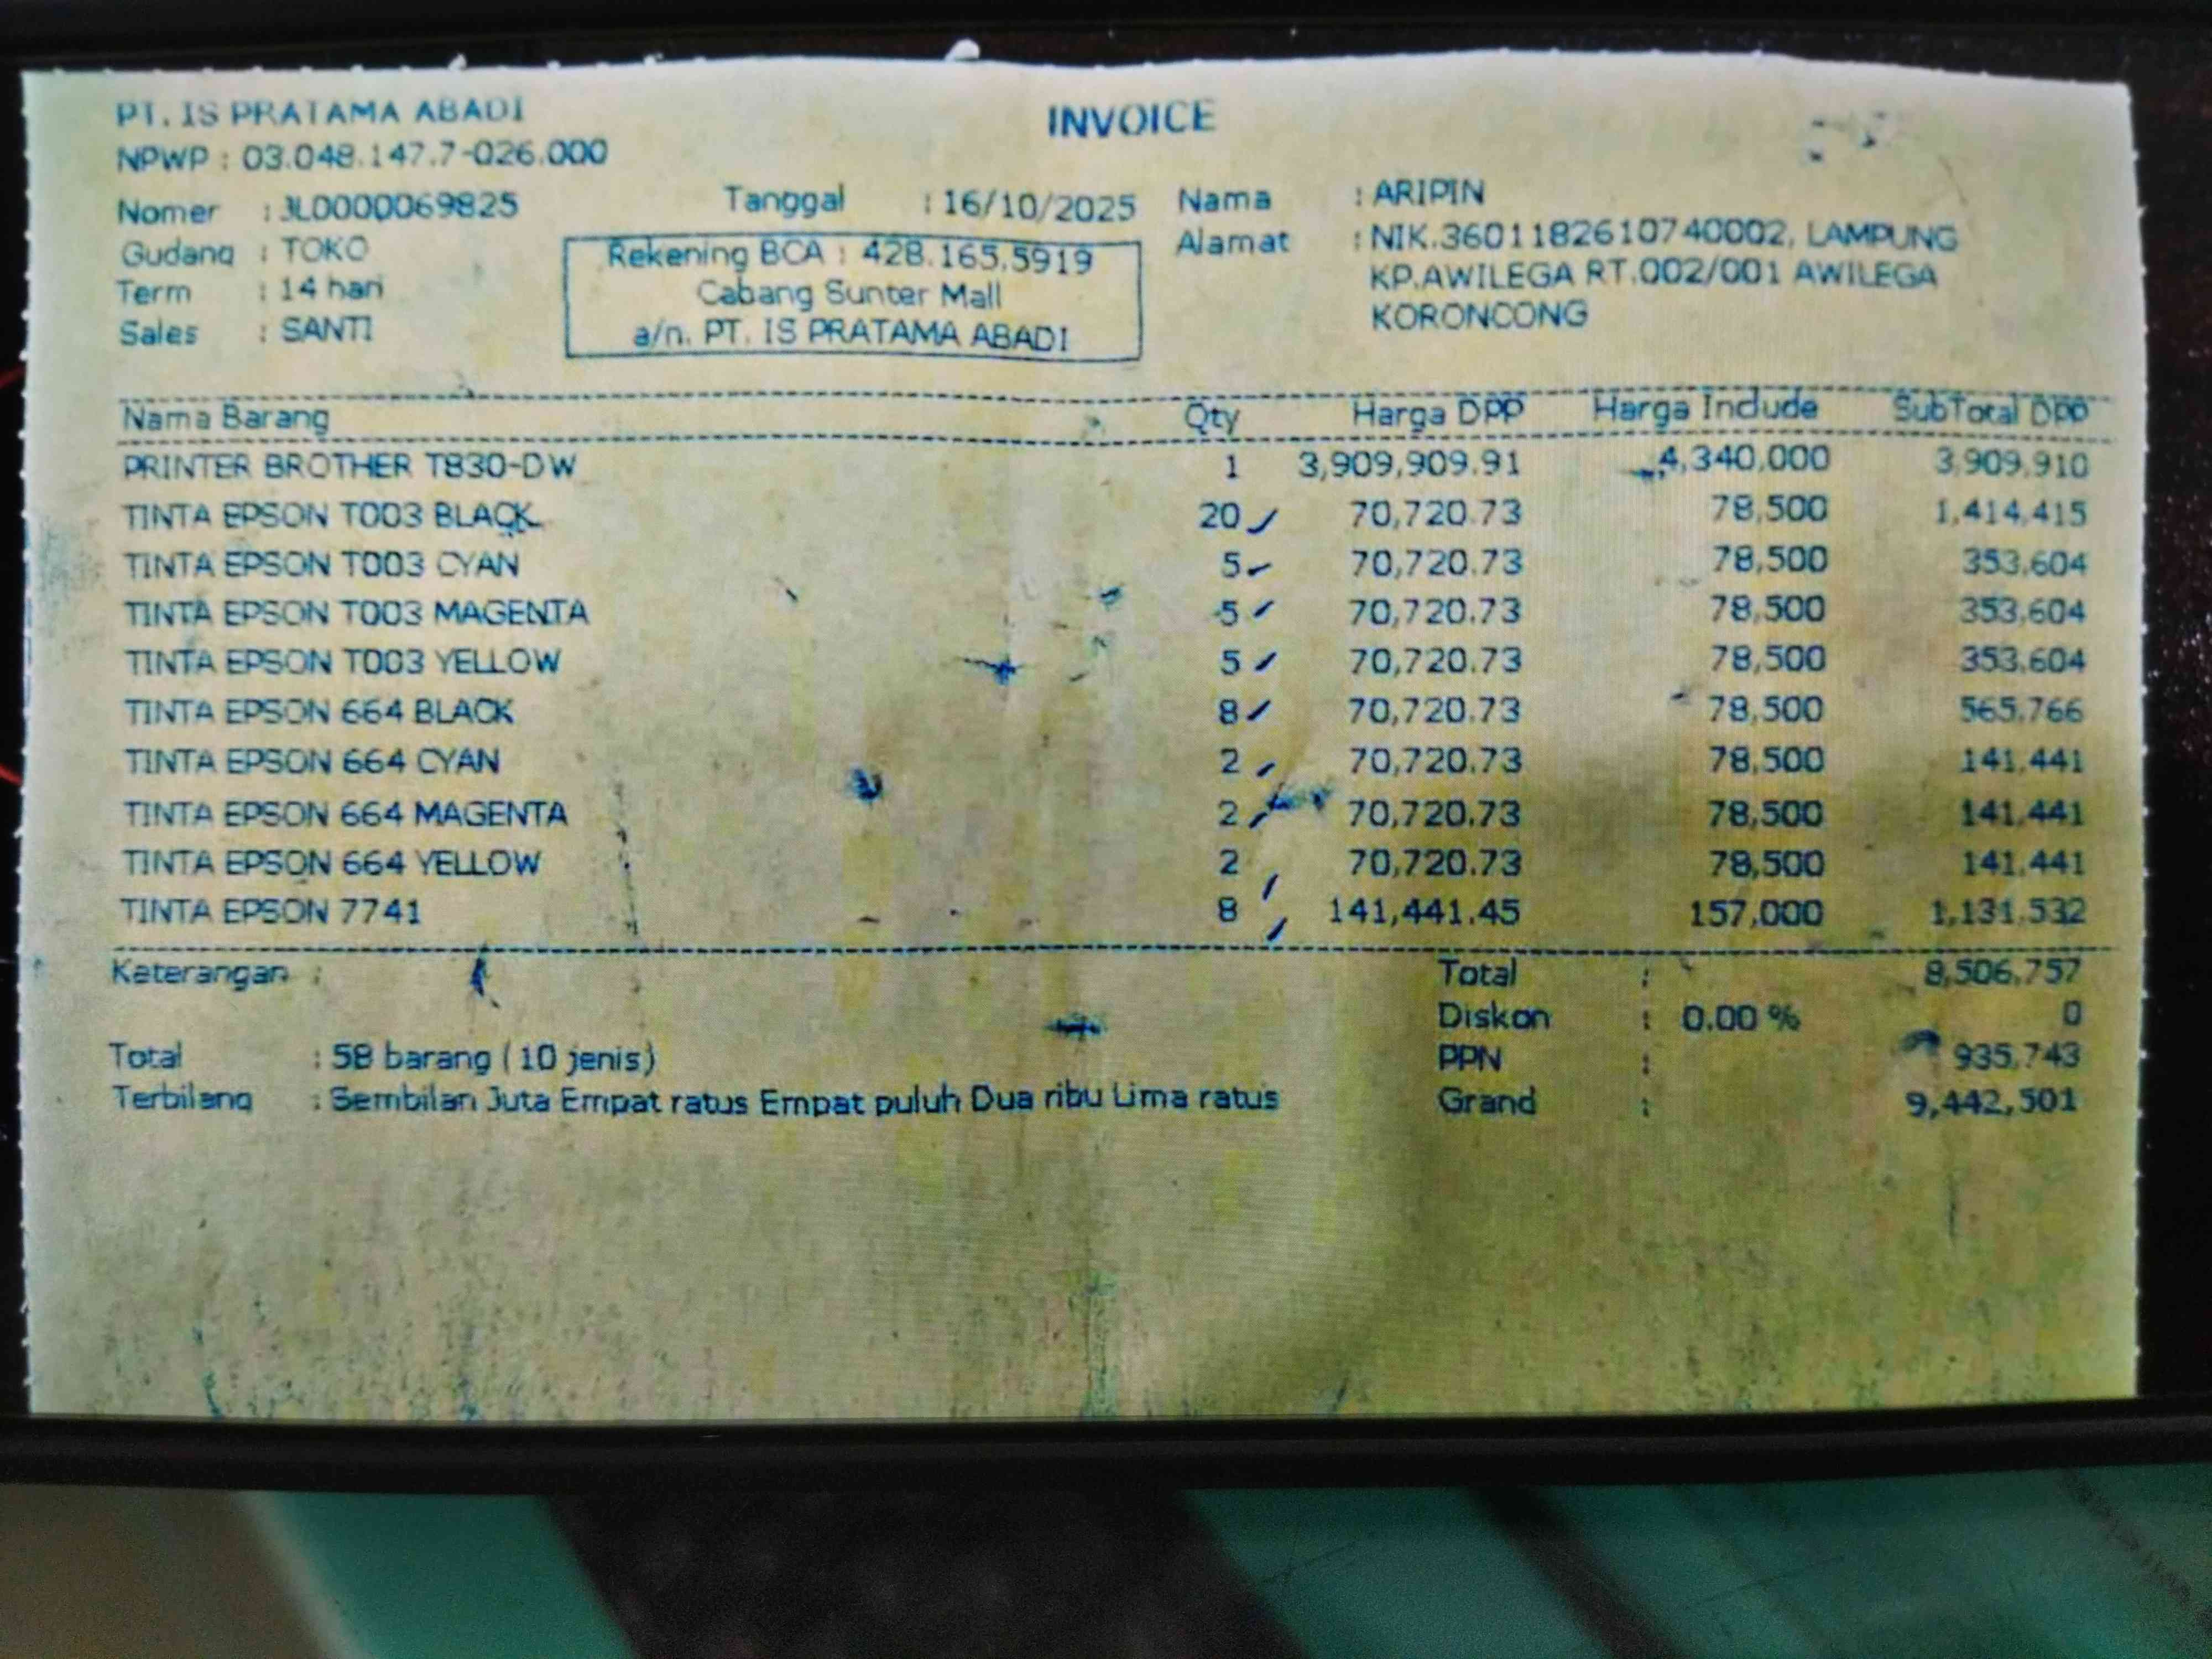 PT. IS PRATAMA ABADI
INVOICE
NPWP : 03.048.147.7-026.000
Nomer : JL0000069825
Tanggal : 16/10/2025
Gudang : TOKO
Term : 14 hari
Sales : SANTI
Rekening BCA : 428.165.5919
Cabang Sunter Mall
a/n. PT. IS PRATAMA ABADI
Nama : ARIPIN
Alamat : NIK.3601182610740002, LAMPUNG
KP.AWILEGA RT.002/001 AWILEGA
KORONCONG
Nama Barang Qty Harga DPP Harga Include SubTotal DPP
PRINTER BROTHER T830-DW 1 3,909,909.91 4,340,000 3,909,910
TINTA EPSON T003 BLACK 20 70,720.73 78,500 1,414,415
TINTA EPSON T003 CYAN 5 70,720.73 78,500 353,604
TINTA EPSON T003 MAGENTA 5 70,720.73 78,500 353,604
TINTA EPSON T003 YELLOW 5 70,720.73 78,500 353,604
TINTA EPSON 664 BLACK 8 70,720.73 78,500 565,766
TINTA EPSON 664 CYAN 2 70,720.73 78,500 141,441
TINTA EPSON 664 MAGENTA 2 70,720.73 78,500 141,441
TINTA EPSON 664 YELLOW 2 70,720.73 78,500 141,441
TINTA EPSON 7741 8 141,441.45 157,000 1,131,532
Keterangan :
Total : 8,506,757
Diskon : 0.00 % 0
Total : 58 barang (10 jenis)
PPN : 935,743
Terbilang : Sembilan Juta Empat ratus Empat puluh Dua ribu Lima ratus
Grand : 9,442,501